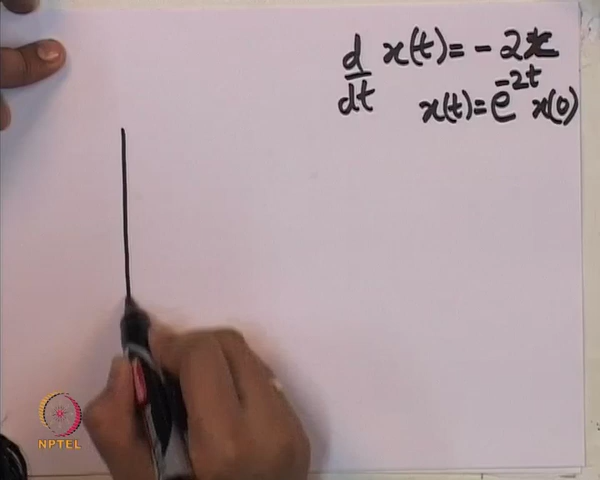 d/dt x(t) = - 2x
x(t) = e^{-2t} x(0)
NPTEL